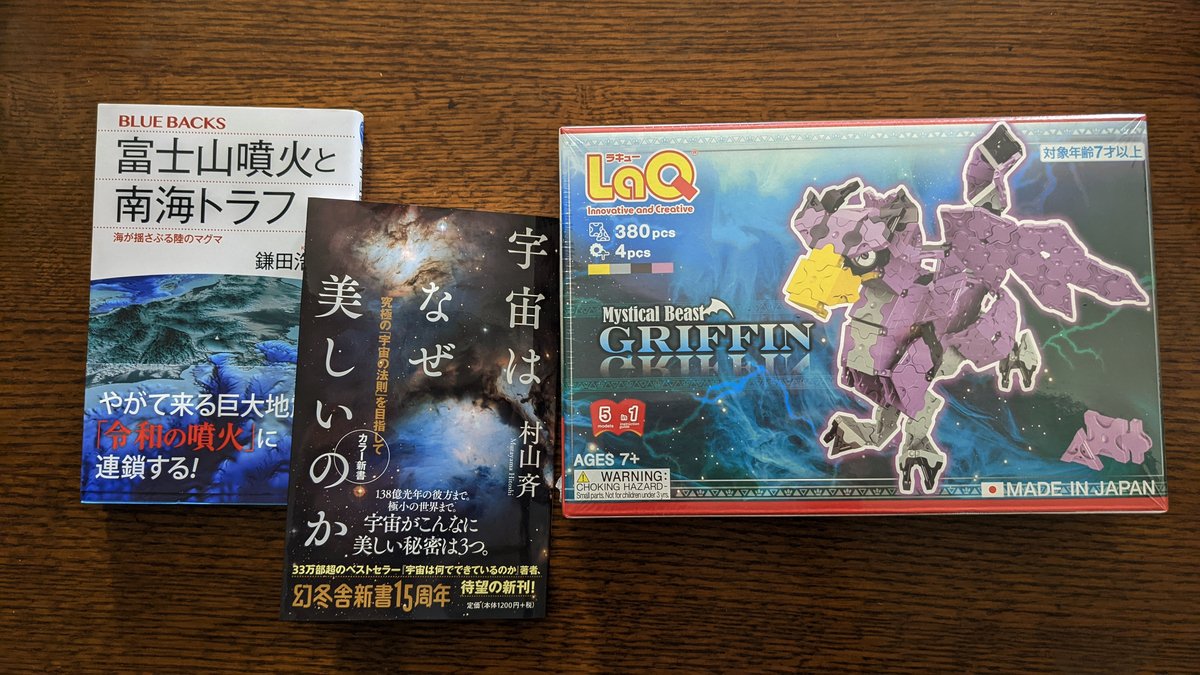 BLUE BACKS
富士山噴火と
南海トラフ
海が揺さぶる陸のマグマ
鎌田浩
やがて来る巨大地
「令和の噴火」に
連鎖する!
宇宙は
なぜ
美しいのか
究極の「宇宙の法則」を目指して
カラー新書
村山斉
Murayama Hitoshi
138億光年の彼方まで。
極小の世界まで。
宇宙がこんなに
美しい秘密は3つ。
33万部超のベストセラー『宇宙は何でできているのか』著者、
待望の新刊!
幻冬舎新書15周年
定価(本体1200円+税)
ラキュー
LaQ
Innovative and Creative
380pcs
4pcs
対象年齢7才以上
Mystical Beast
GRIFFIN
5 in 1
models instruction guide
AGES 7+
WARNING:
CHOKING HAZARD-
Small parts. Not for children under 3 yrs.
MADE IN JAPAN